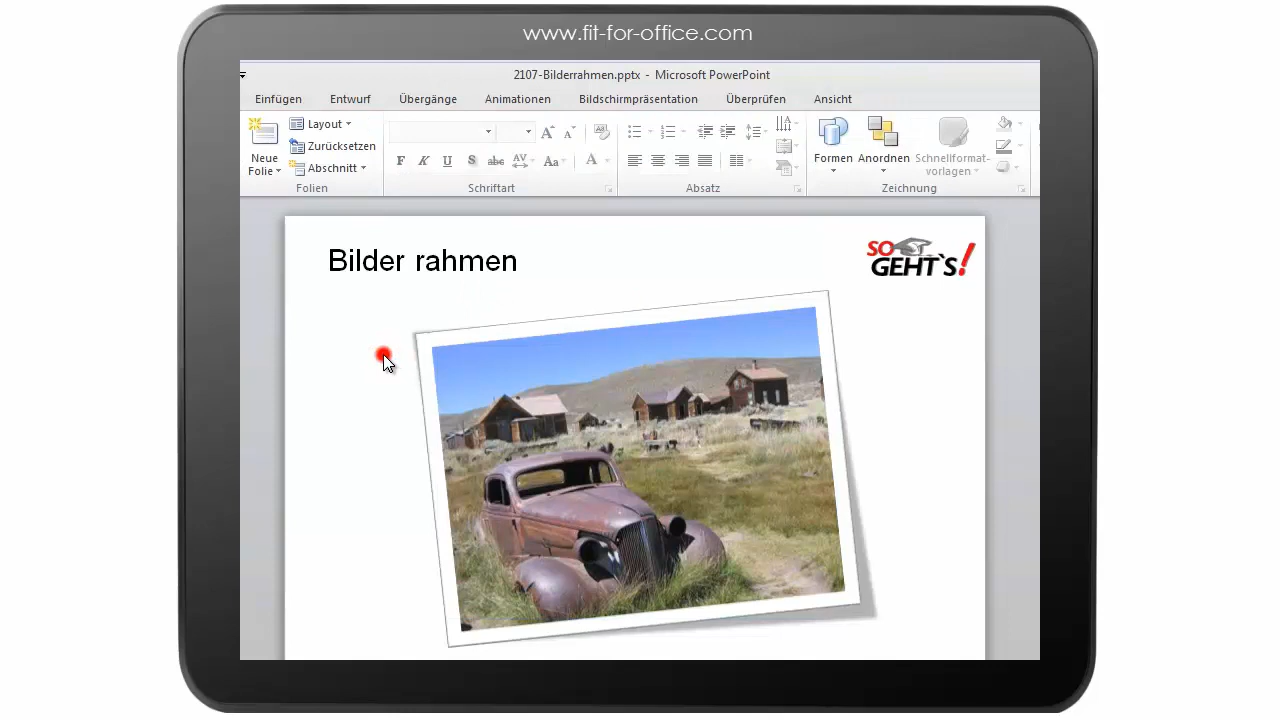 www.fit-for-office.com
2107-Bilderrahmen.pptx - Microsoft PowerPoint
Einfügen Entwurf Übergänge Animationen Bildschirmpräsentation Überprüfen Ansicht
Neue Folie
Layout
Zurücksetzen
Abschnitt
F K U S abc AV Aa A
Formen Anordnen Schnellformat-
vorlagen
Folien Schriftart Absatz Zeichnung
Bilder rahmen
SO
GEHT`S!